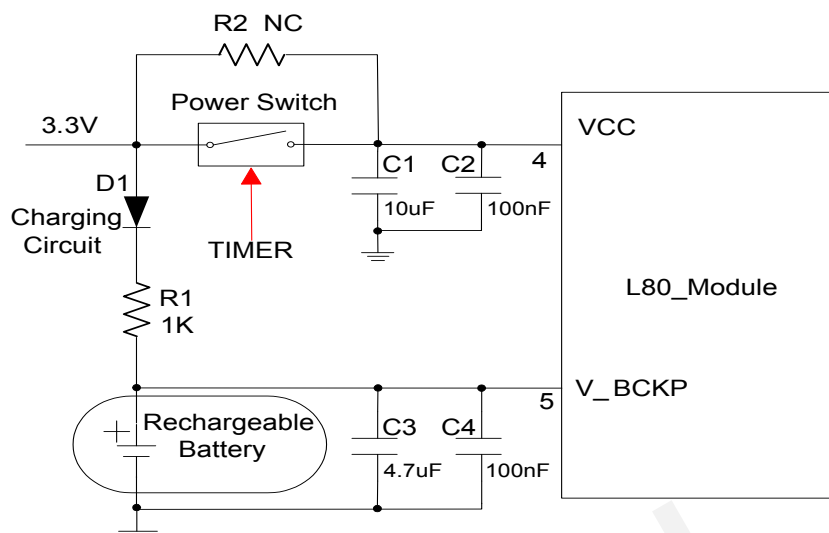 R2 NC
Power Switch
3.3V
VCC
4
D1
C1
C2
Charging
Circuit
10uF
100nF
TIMER
L80_Module
R1
1K
V_BCKP
5
Rechargeable
Battery
+
C3
C4
4.7uF
100nF